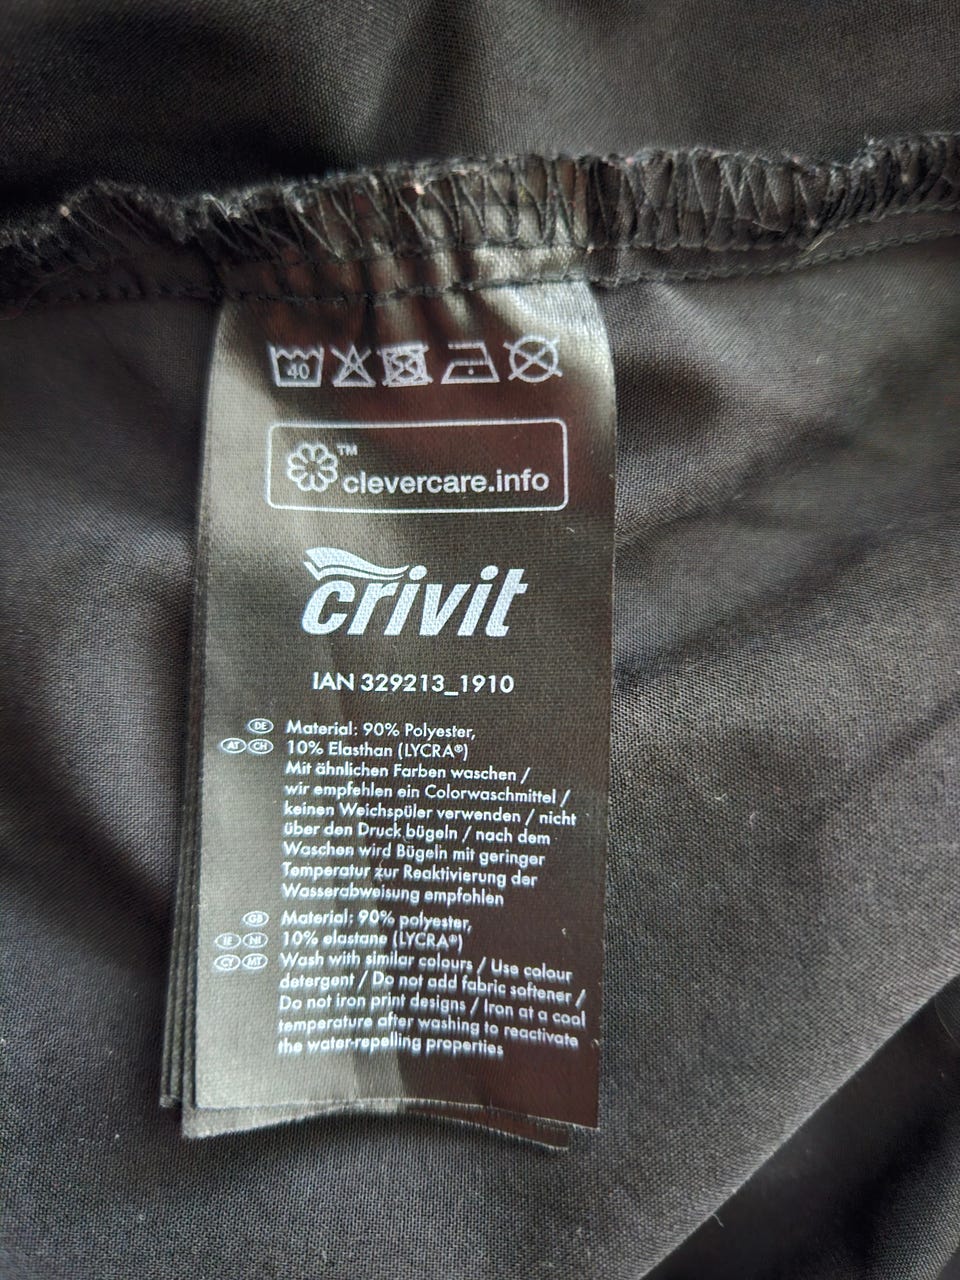 40
™
clevercare.info
crivit
IAN 329213_1910
DE Material: 90% Polyester,
AT CH 10% Elasthan (LYCRA®)
Mit ähnlichen Farben waschen /
wir empfehlen ein Colorwaschmittel /
keinen Weichspüler verwenden / nicht
über den Druck bügeln / nach dem
Waschen wird Bügeln mit geringer
Temperatur zur Reaktivierung der
Wasserabweisung empfohlen
GB Material: 90% polyester,
IE NI 10% elastane (LYCRA®)
CY MT Wash with similar colours / Use colour
detergent / Do not add fabric softener /
Do not iron print designs / Iron at a cool
temperature after washing to reactivate
the water-repelling properties